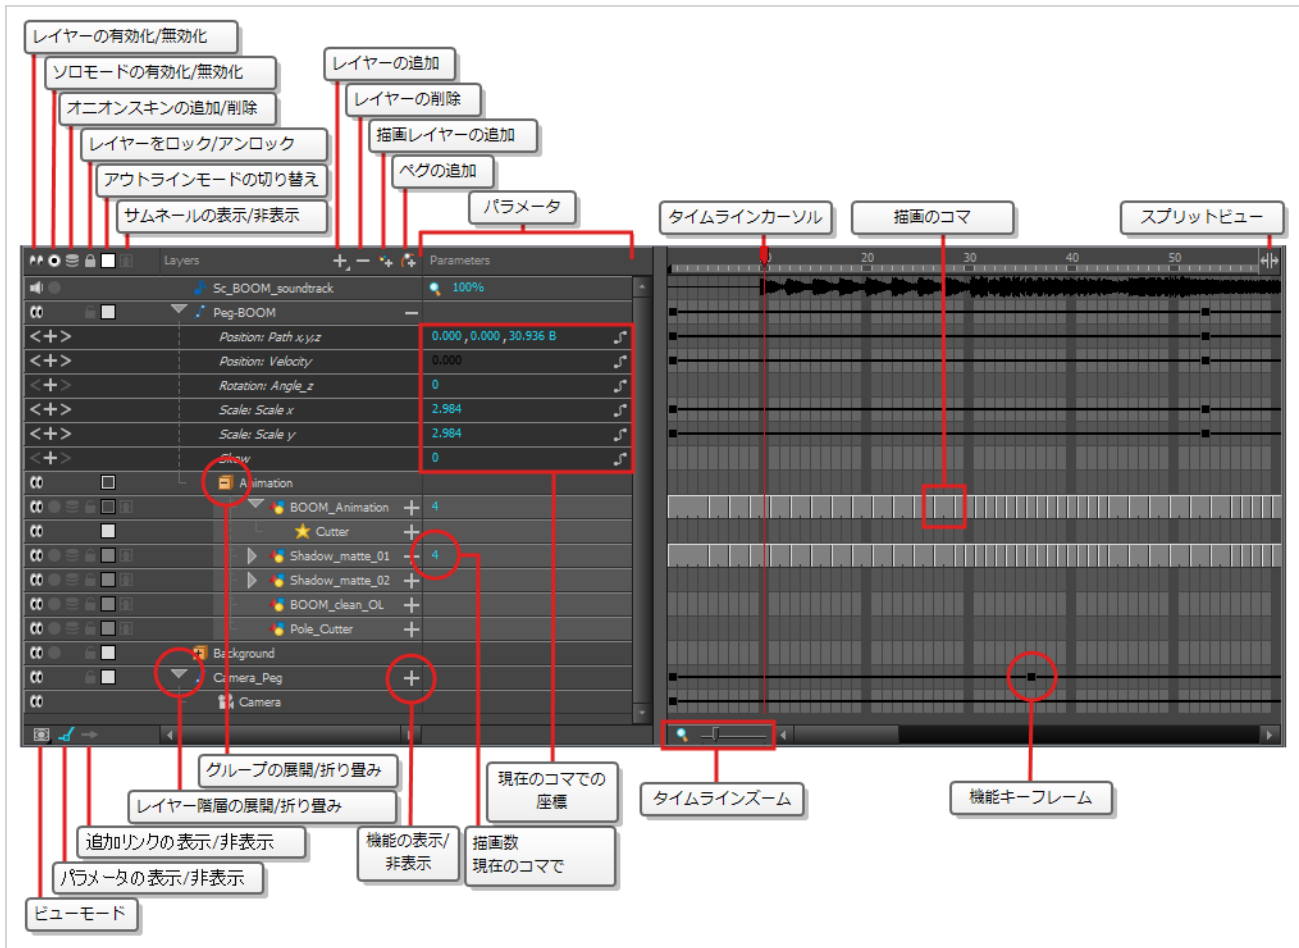 レイヤーの有効化/無効化
ソロモードの有効化/無効化
オニオンスキンの追加/削除
レイヤーをロック/アンロック
アウトラインモードの切り替え
サムネールの表示/非表示
レイヤーの追加
レイヤーの削除
描画レイヤーの追加
ペグの追加
パラメータ
タイムラインカーソル
描画のコマ
スプリットビュー
Layers
Parameters
20
30
40
50
Sc_BOOM_soundtrack
100%
Peg-BOOM
Position: Path x,y,z
0.000 , 0.000 , 30.936 B
Position: Velocity
0.000
Rotation: Angle_z
0
Scale: Scale x
2.984
Scale: Scale y
2.984
Skew
0
Animation
BOOM_Animation
4
Cutter
Shadow_matte_01
4
Shadow_matte_02
BOOM_clean_OL
Pole_Cutter
Background
Camera_Peg
Camera
グループの展開/折り畳み
レイヤー階層の展開/折り畳み
追加リンクの表示/非表示
パラメータの表示/非表示
ビューモード
機能の表示/
非表示
描画数
現在のコマで
現在のコマでの
座標
タイムラインズーム
機能キーフレーム